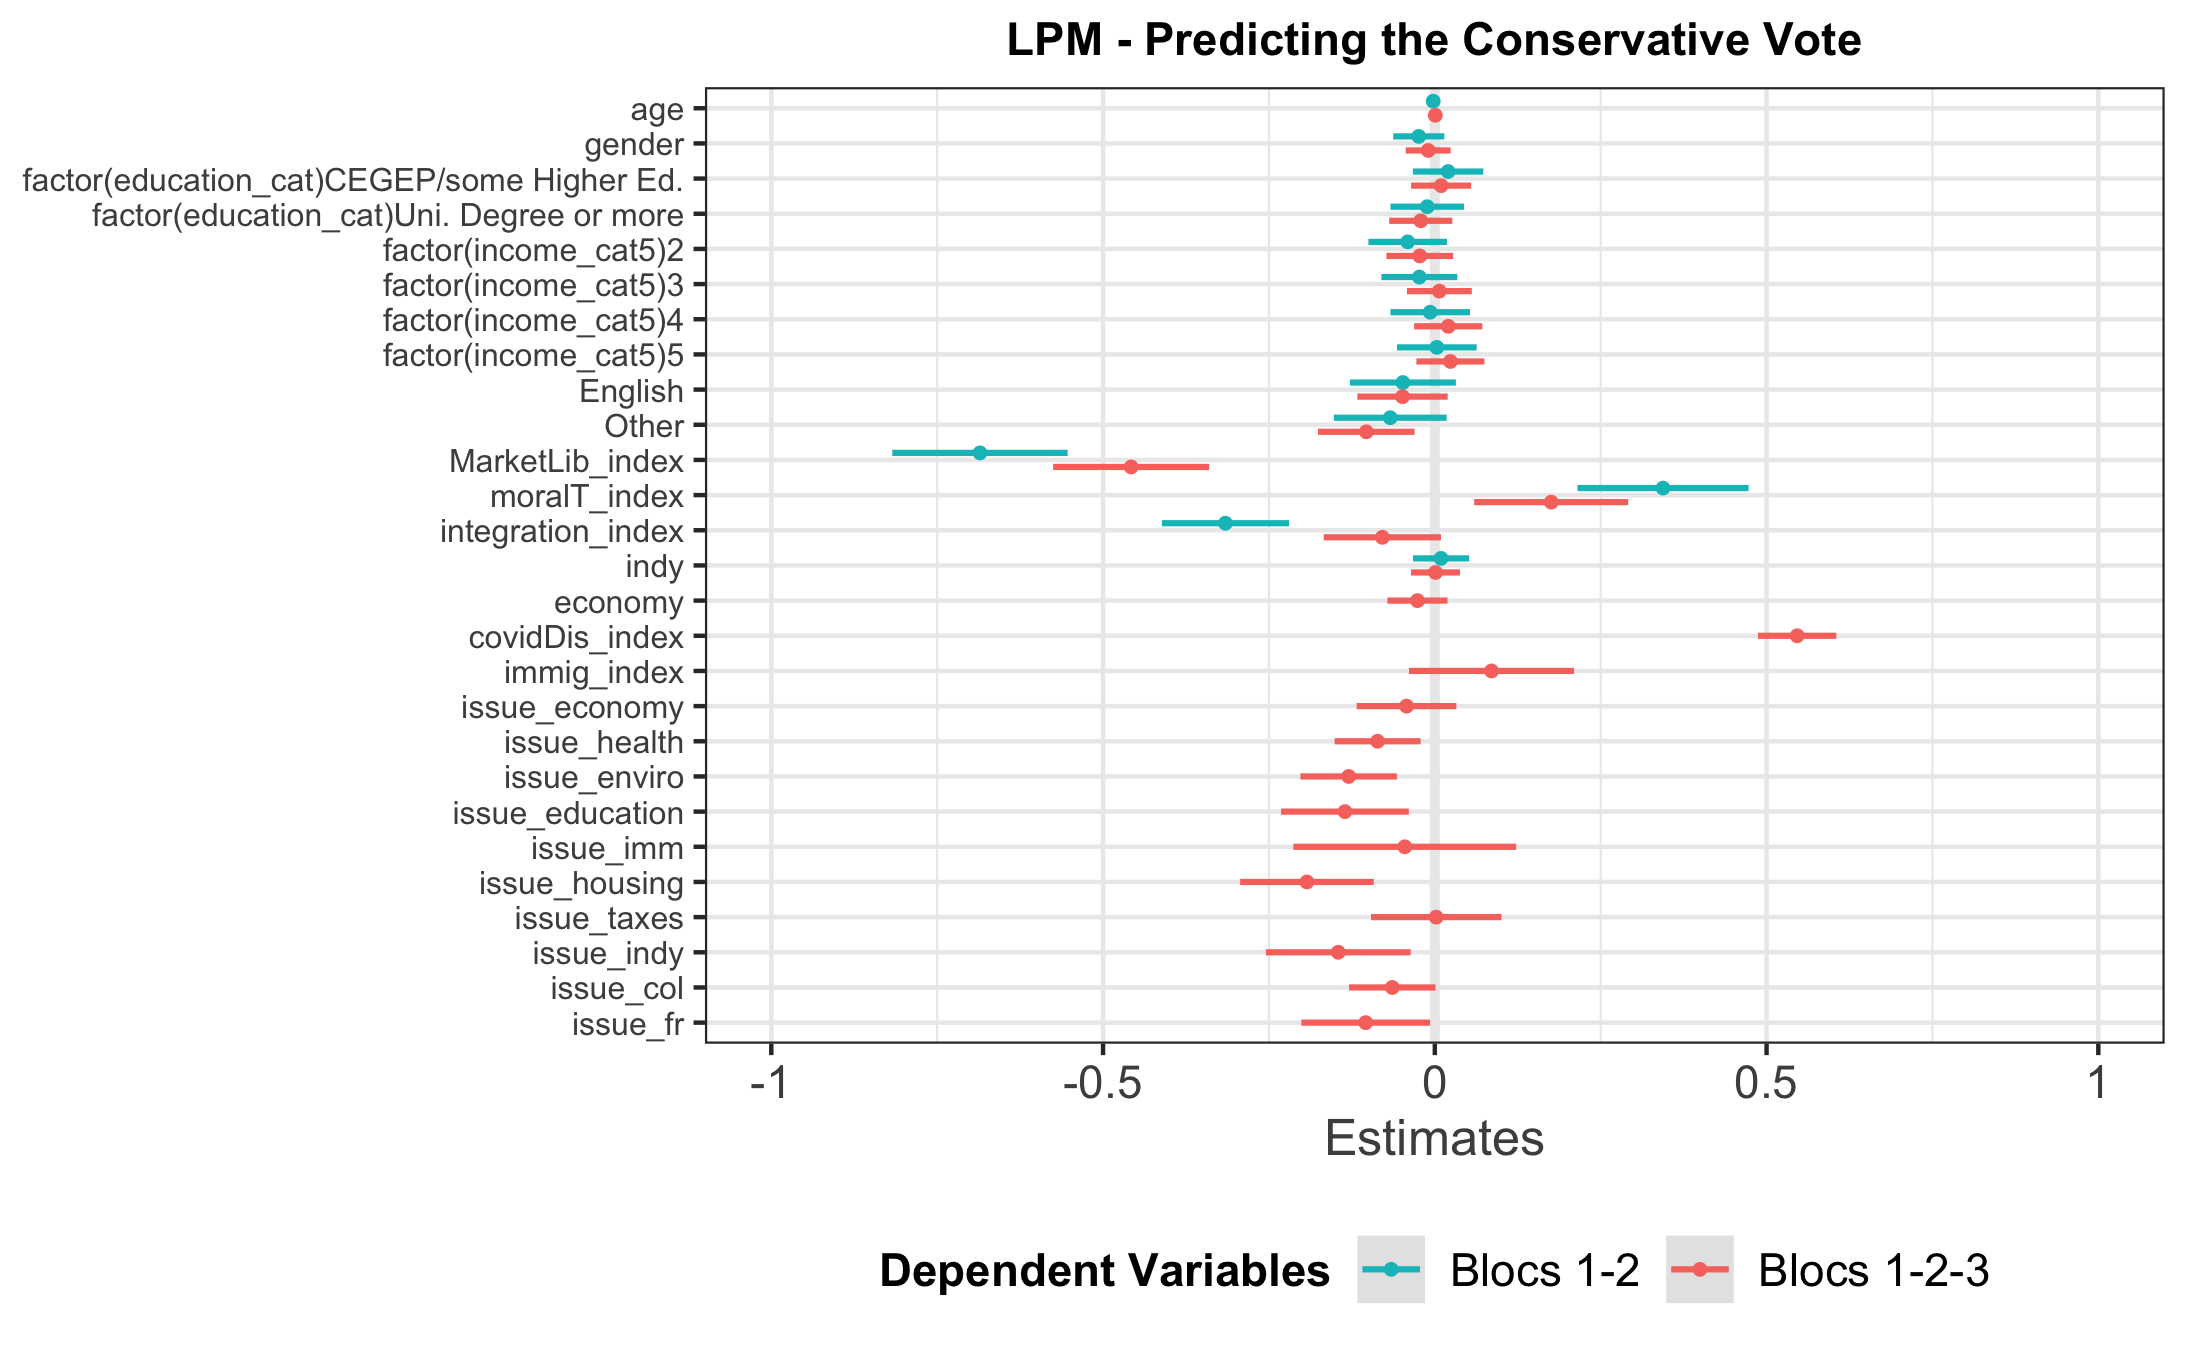 LPM - Predicting the Conservative Vote
age
gender
factor(education_cat)CEGEP/some Higher Ed.
factor(education_cat)Uni. Degree or more
factor(income_cat5)2
factor(income_cat5)3
factor(income_cat5)4
factor(income_cat5)5
English
Other
MarketLib_index
moralT_index
integration_index
indy
economy
covidDis_index
immig_index
issue_economy
issue_health
issue_enviro
issue_education
issue_imm
issue_housing
issue_taxes
issue_indy
issue_col
issue_fr
-1 -0.5 0 0.5 1
Estimates
Dependent Variables Blocs 1-2 Blocs 1-2-3